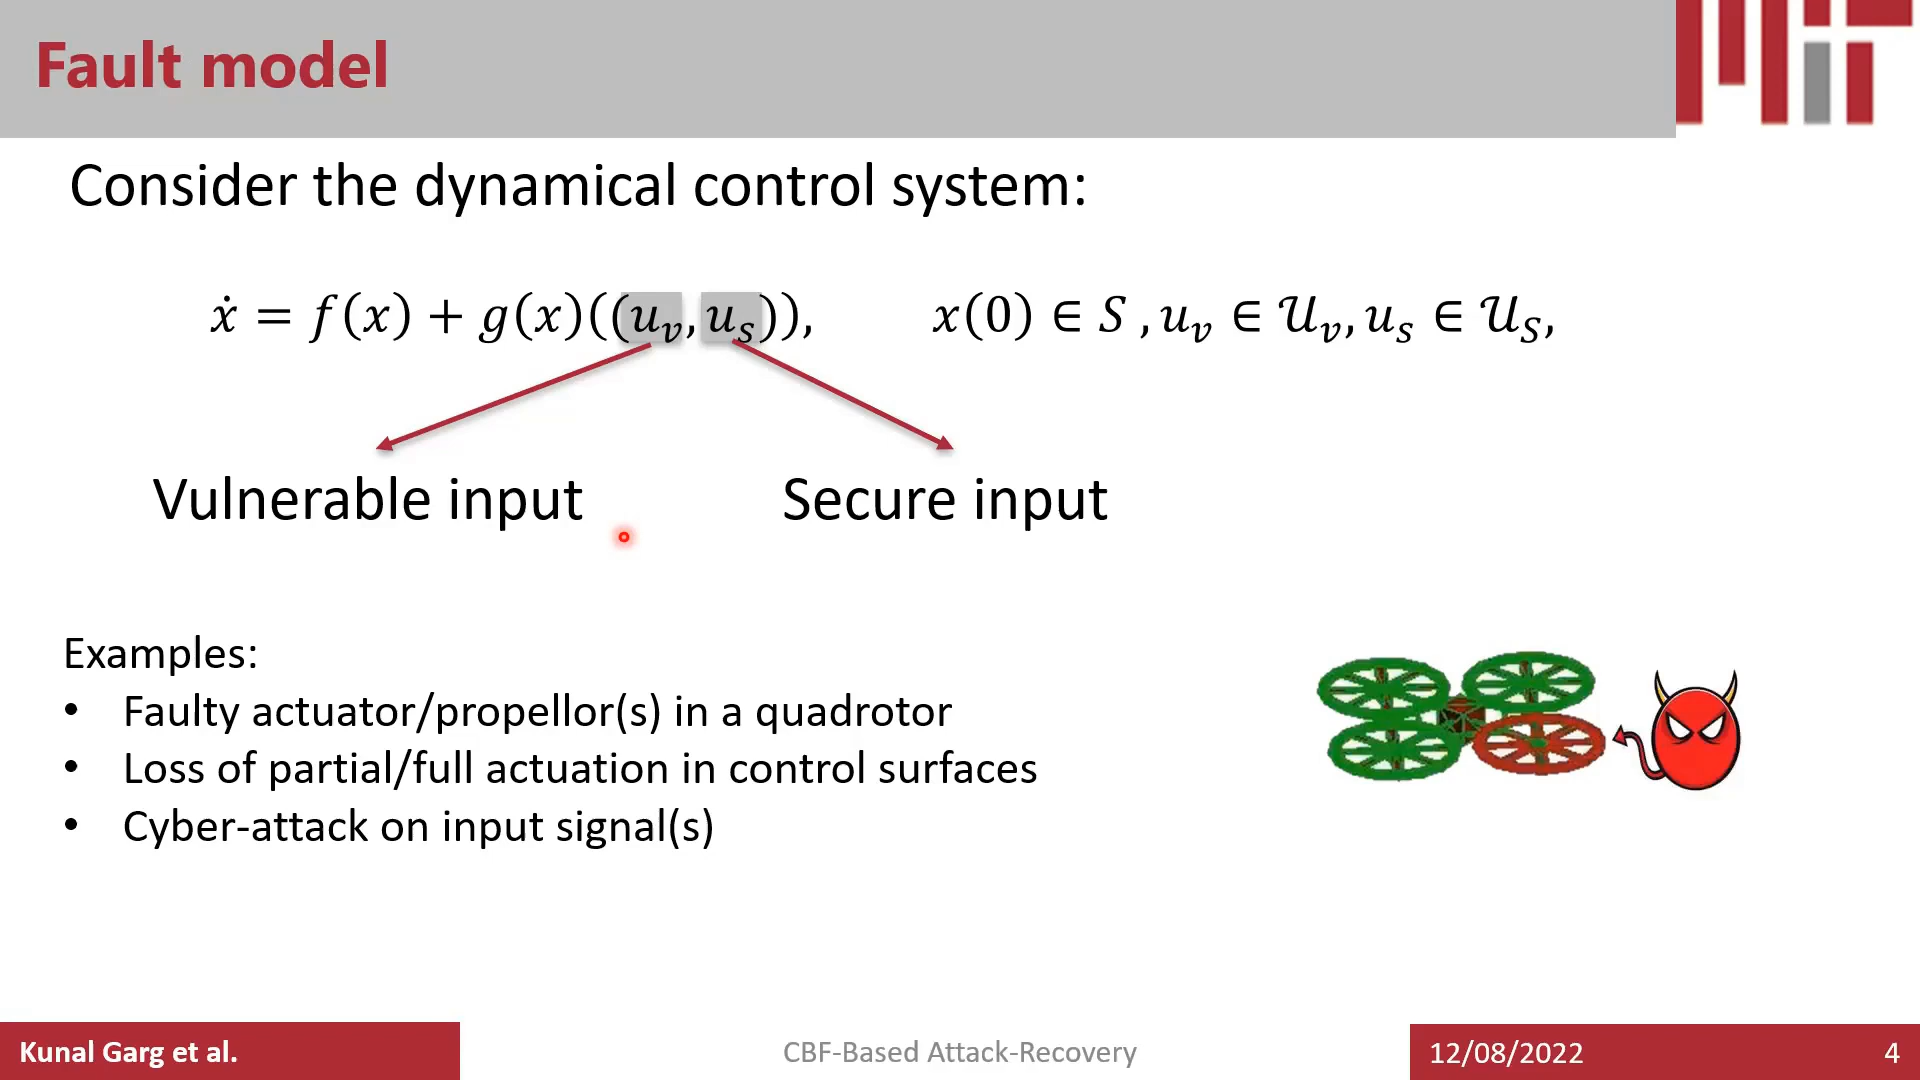 Fault model
MIT
Consider the dynamical control system:
ẋ = f(x) + g(x)((u_v, u_s)), x(0) ∈ S , u_v ∈ 𝒰_v, u_s ∈ 𝒰_S,
Vulnerable input Secure input
Examples:
• Faulty actuator/propellor(s) in a quadrotor
• Loss of partial/full actuation in control surfaces
• Cyber-attack on input signal(s)
Kunal Garg et al. CBF-Based Attack-Recovery 12/08/2022 4